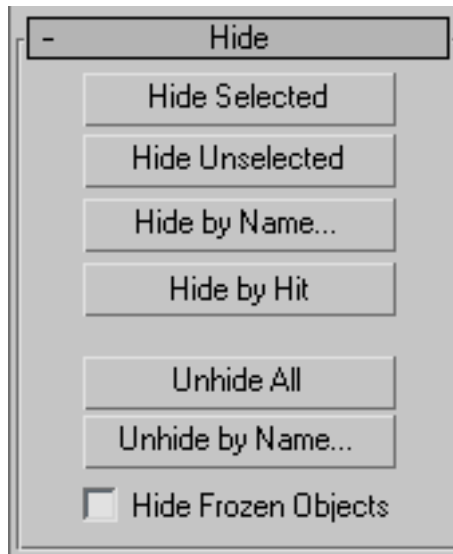 - Hide
Hide Selected
Hide Unselected
Hide by Name...
Hide by Hit
Unhide All
Unhide by Name...
Hide Frozen Objects